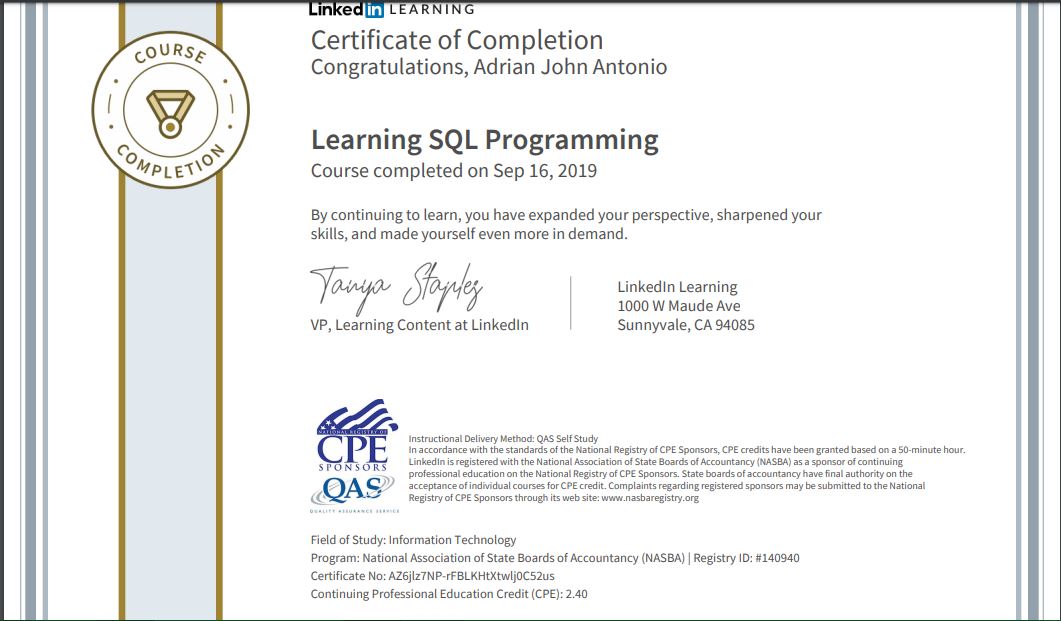 LinkedIn LEARNING
Certificate of Completion
Congratulations, Adrian John Antonio
COURSE
COMPLETION
Learning SQL Programming
Course completed on Sep 16, 2019
By continuing to learn, you have expanded your perspective, sharpened your
skills, and made yourself even more in demand.
Tanya Staples
VP, Learning Content at LinkedIn
LinkedIn Learning
1000 W Maude Ave
Sunnyvale, CA 94085
NATIONAL REGISTRY OF
CPE
SPONSORS
QAS
QUALITY ASSURANCE SERVICE
Instructional Delivery Method: QAS Self Study
In accordance with the standards of the National Registry of CPE Sponsors, CPE credits have been granted based on a 50-minute hour.
LinkedIn is registered with the National Association of State Boards of Accountancy (NASBA) as a sponsor of continuing
professional education on the National Registry of CPE Sponsors. State boards of accountancy have final authority on the
acceptance of individual courses for CPE credit. Complaints regarding registered sponsors may be submitted to the National
Registry of CPE Sponsors through its web site: www.nasbaregistry.org
Field of Study: Information Technology
Program: National Association of State Boards of Accountancy (NASBA) | Registry ID: #140940
Certificate No: AZ6jlz7NP-rFBLKHtXtwlj0C52us
Continuing Professional Education Credit (CPE): 2.40